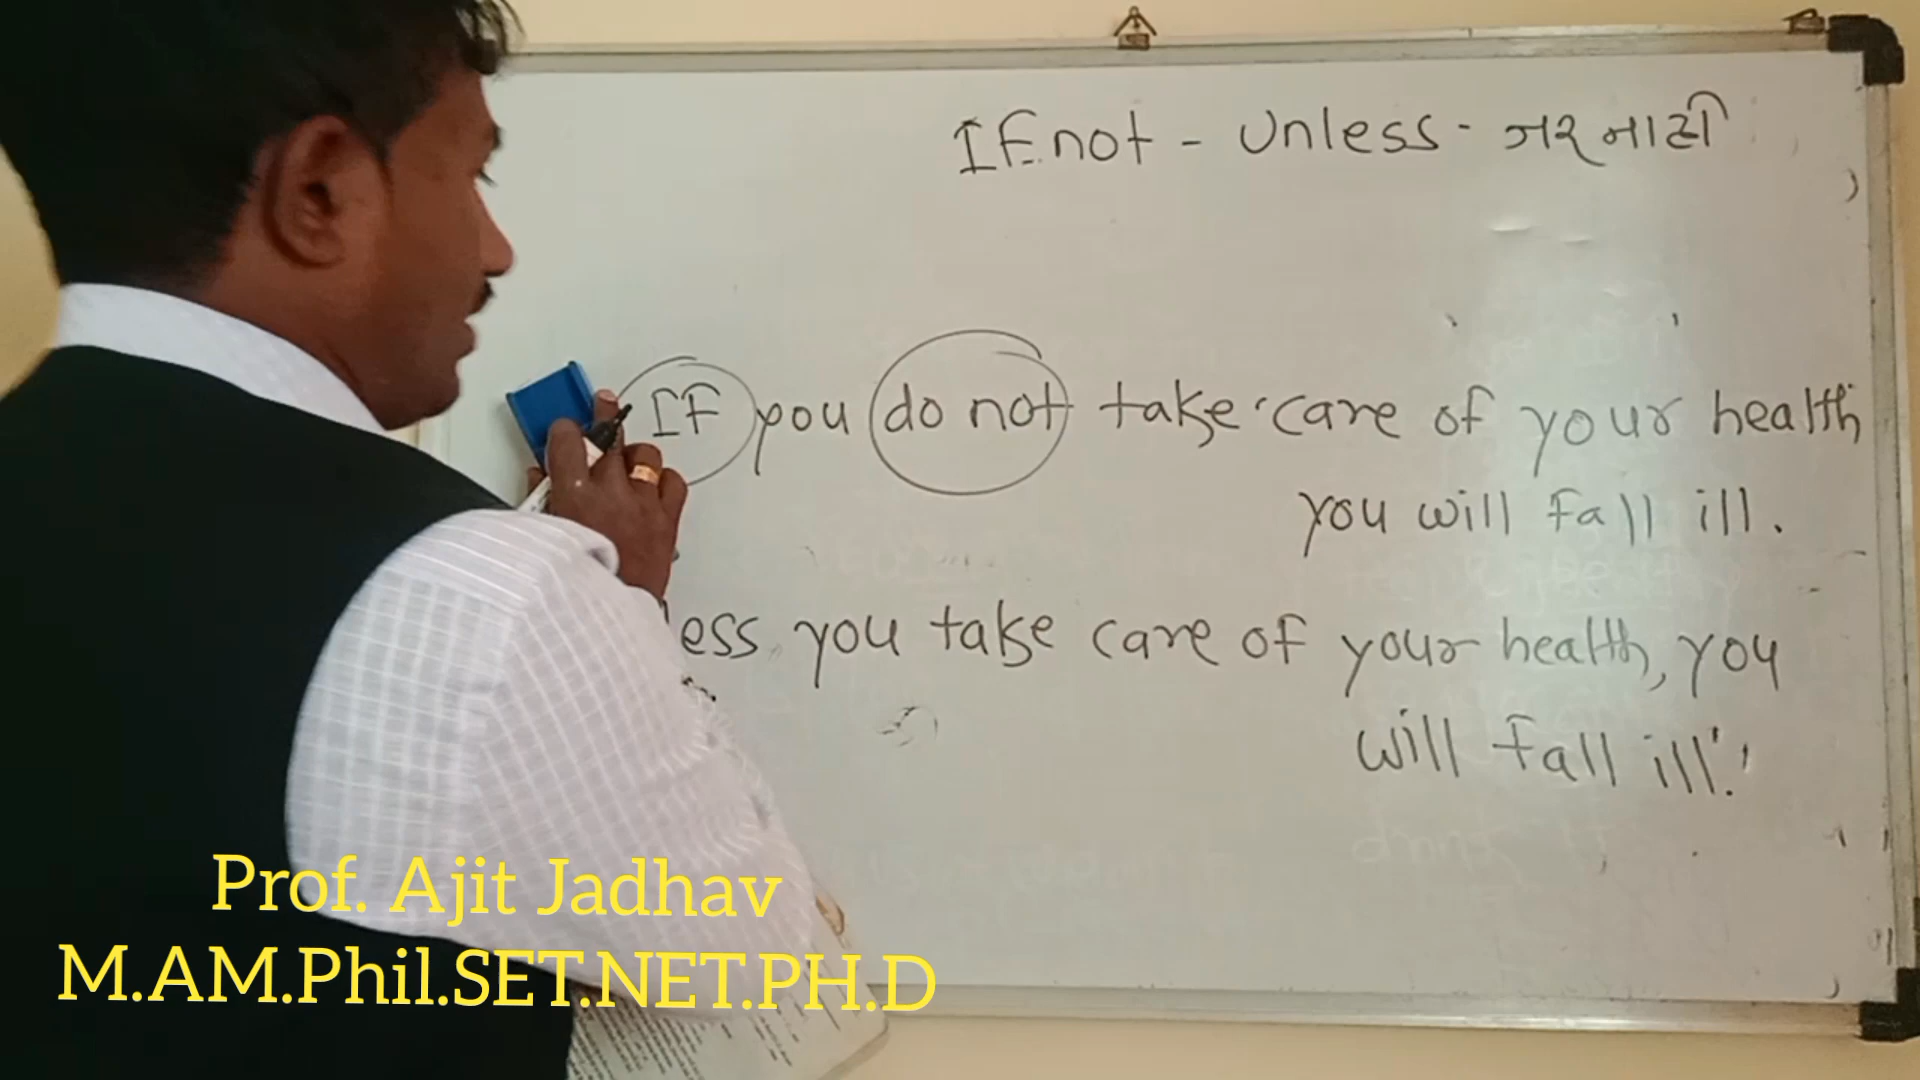 If not - Unless - जर नाही
If you do not take care of your health
you will fall ill.
less you take care of your health, you
will fall ill.
Prof. Ajit Jadhav
M.AM.Phil.SET.NET.PH.D